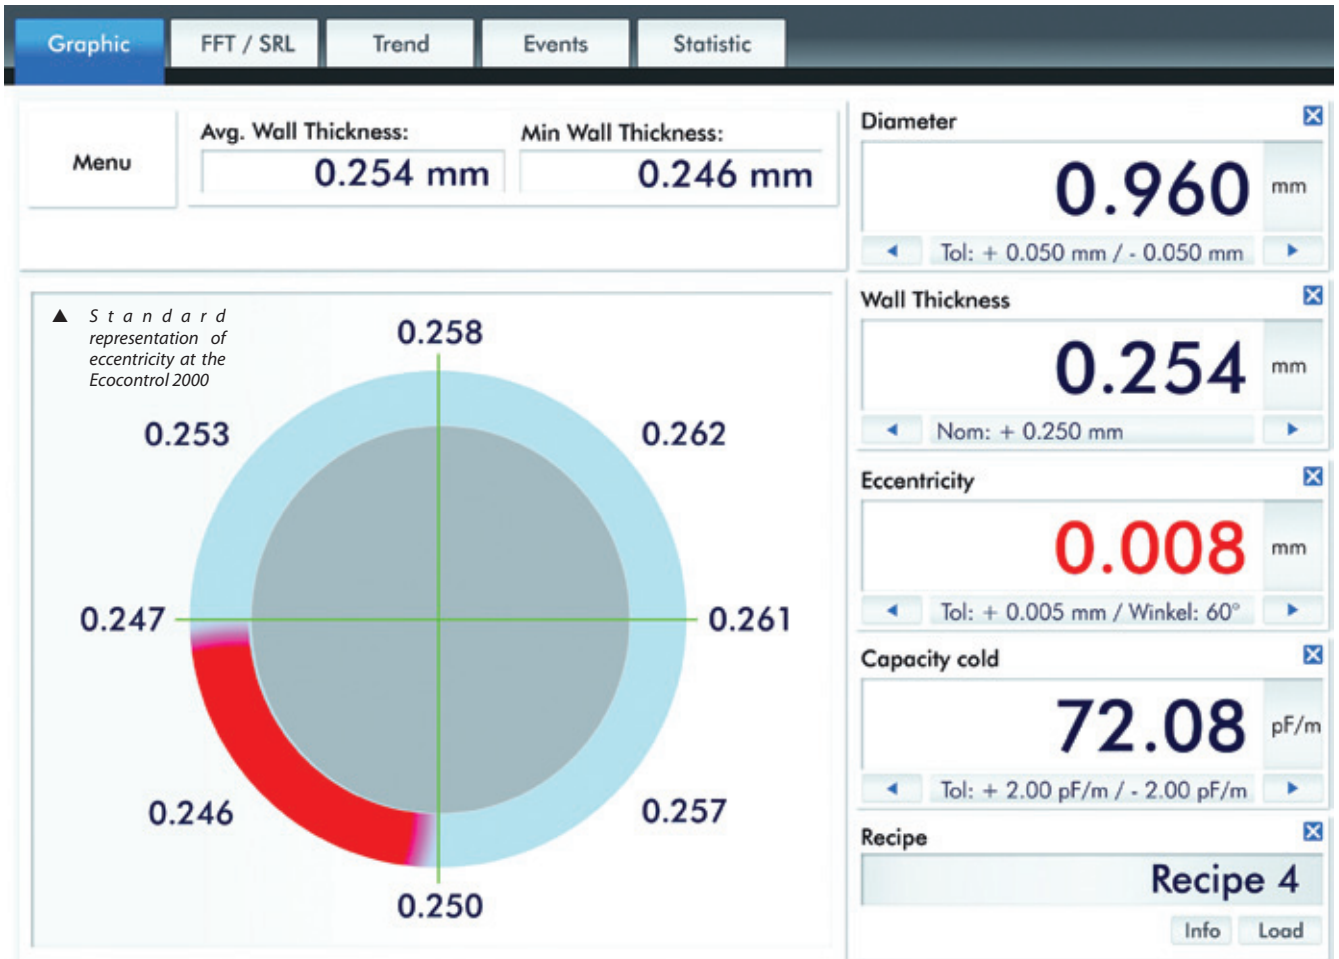 Graphic
FFT / SRL
Trend
Events
Statistic
Menu
Avg. Wall Thickness:
0.254 mm
Min Wall Thickness:
0.246 mm
▲ Standard
representation of
eccentricity at the
Ecocontrol 2000
0.258
0.253
0.262
0.247
0.261
0.246
0.257
0.250
Diameter
0.960 mm
Tol: + 0.050 mm / - 0.050 mm
Wall Thickness
0.254 mm
Nom: + 0.250 mm
Eccentricity
0.008 mm
Tol: + 0.005 mm / Winkel: 60°
Capacity cold
72.08 pF/m
Tol: + 2.00 pF/m / - 2.00 pF/m
Recipe
Recipe 4
Info
Load